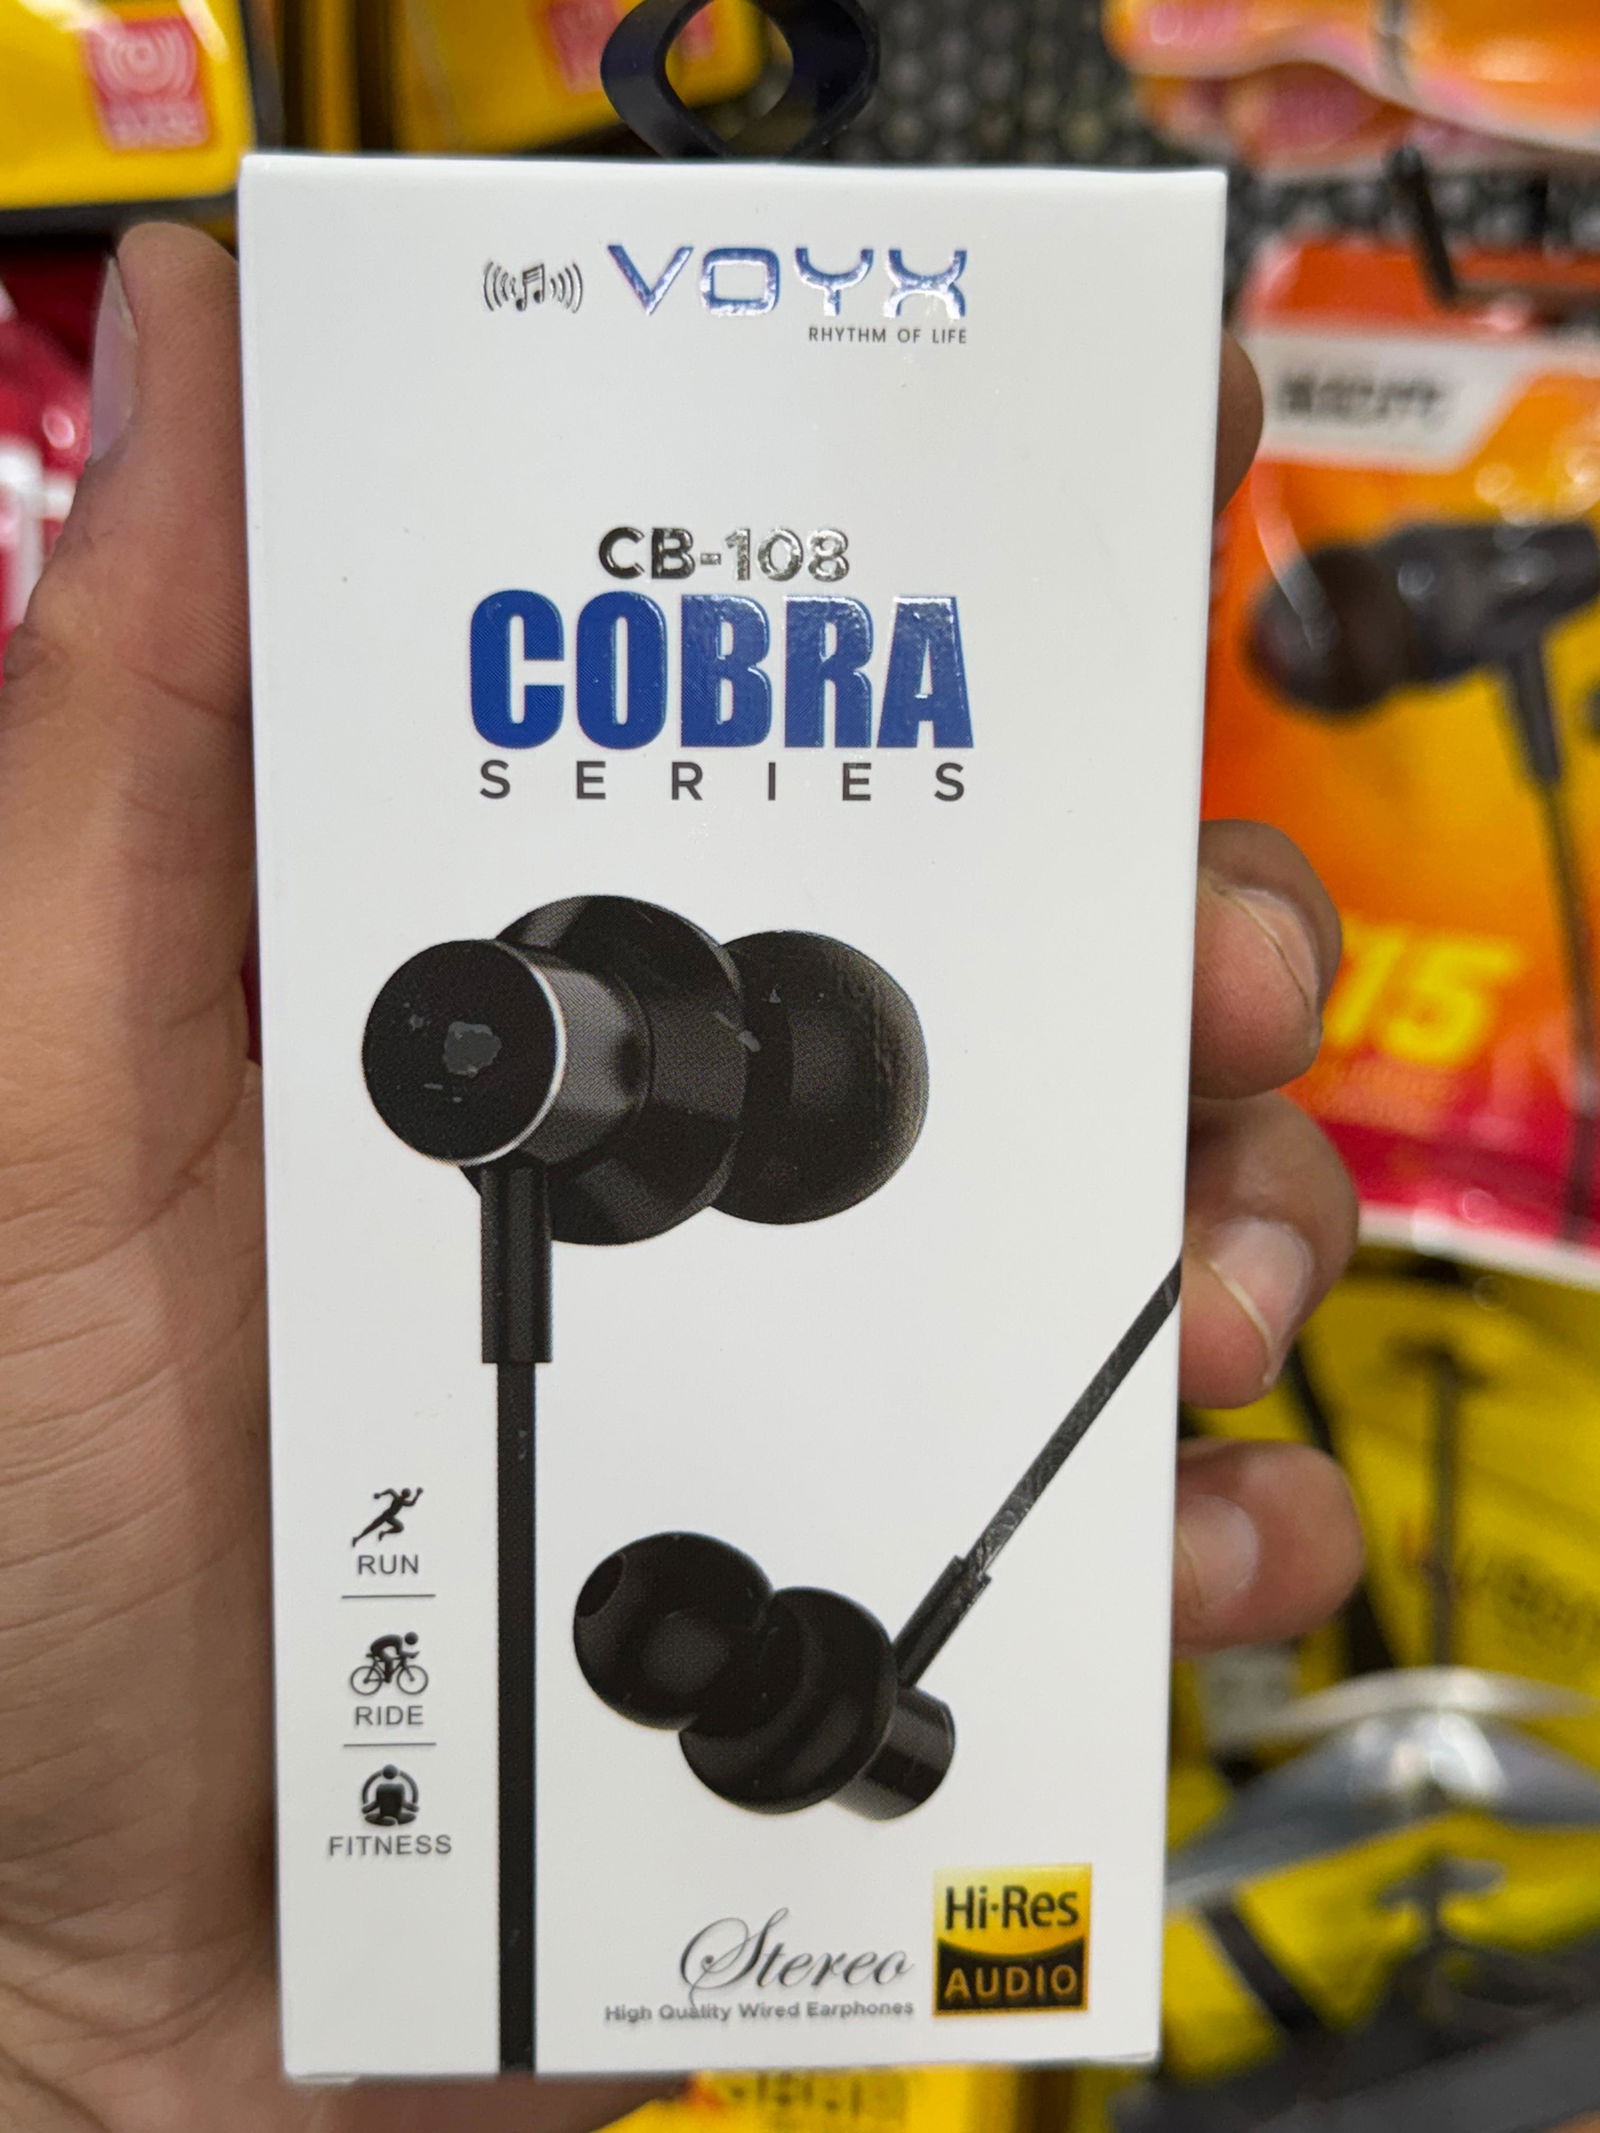 VOYX
RHYTHM OF LIFE
CB-108
COBRA
SERIES
RUN
RIDE
FITNESS
Stereo
High Quality Wired Earphones
Hi-Res
AUDIO
15